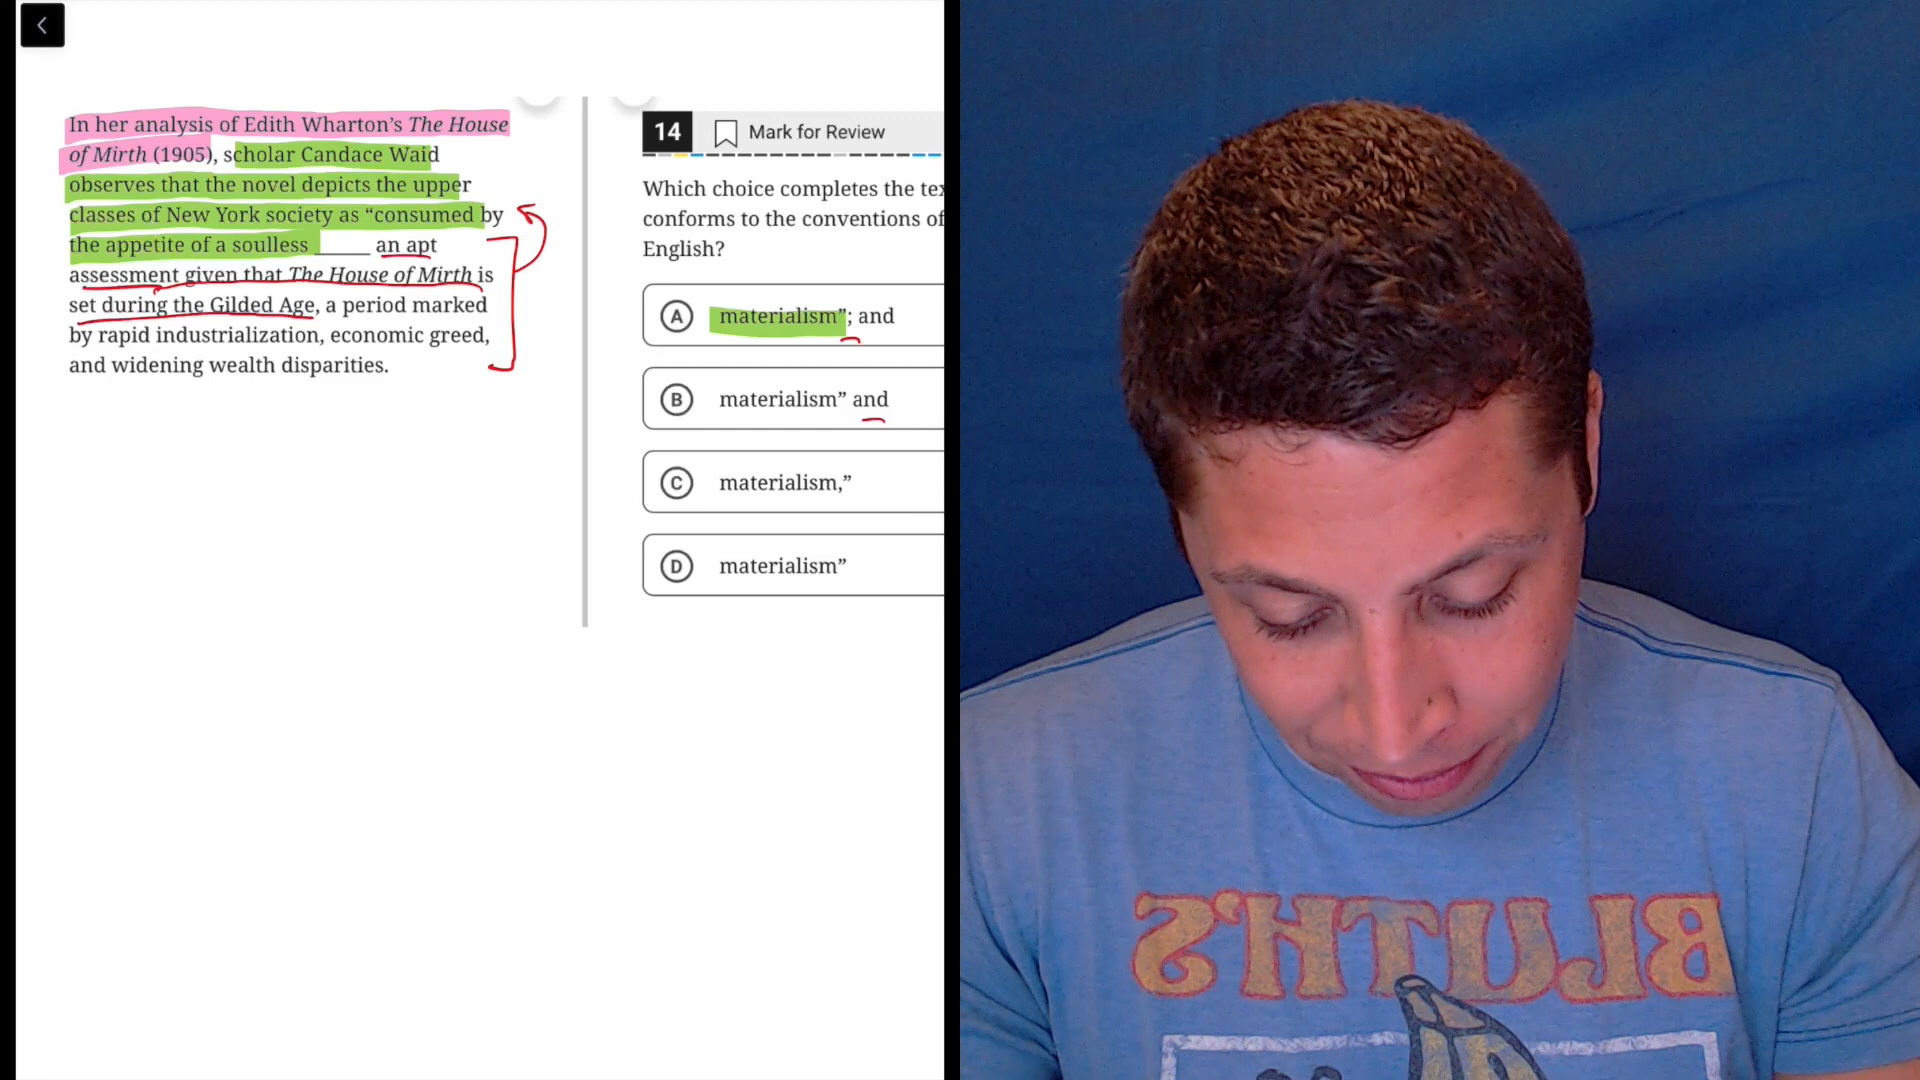 In her analysis of Edith Wharton’s The House
of Mirth (1905), scholar Candace Waid
observes that the novel depicts the upper
classes of New York society as “consumed by
the appetite of a soulless ______ an apt
assessment given that The House of Mirth is
set during the Gilded Age, a period marked
by rapid industrialization, economic greed,
and widening wealth disparities.
14 Mark for Review
Which choice completes the te
conforms to the conventions of
English?
A materialism”; and
B materialism” and
C materialism,”
D materialism”
BLUTH'S